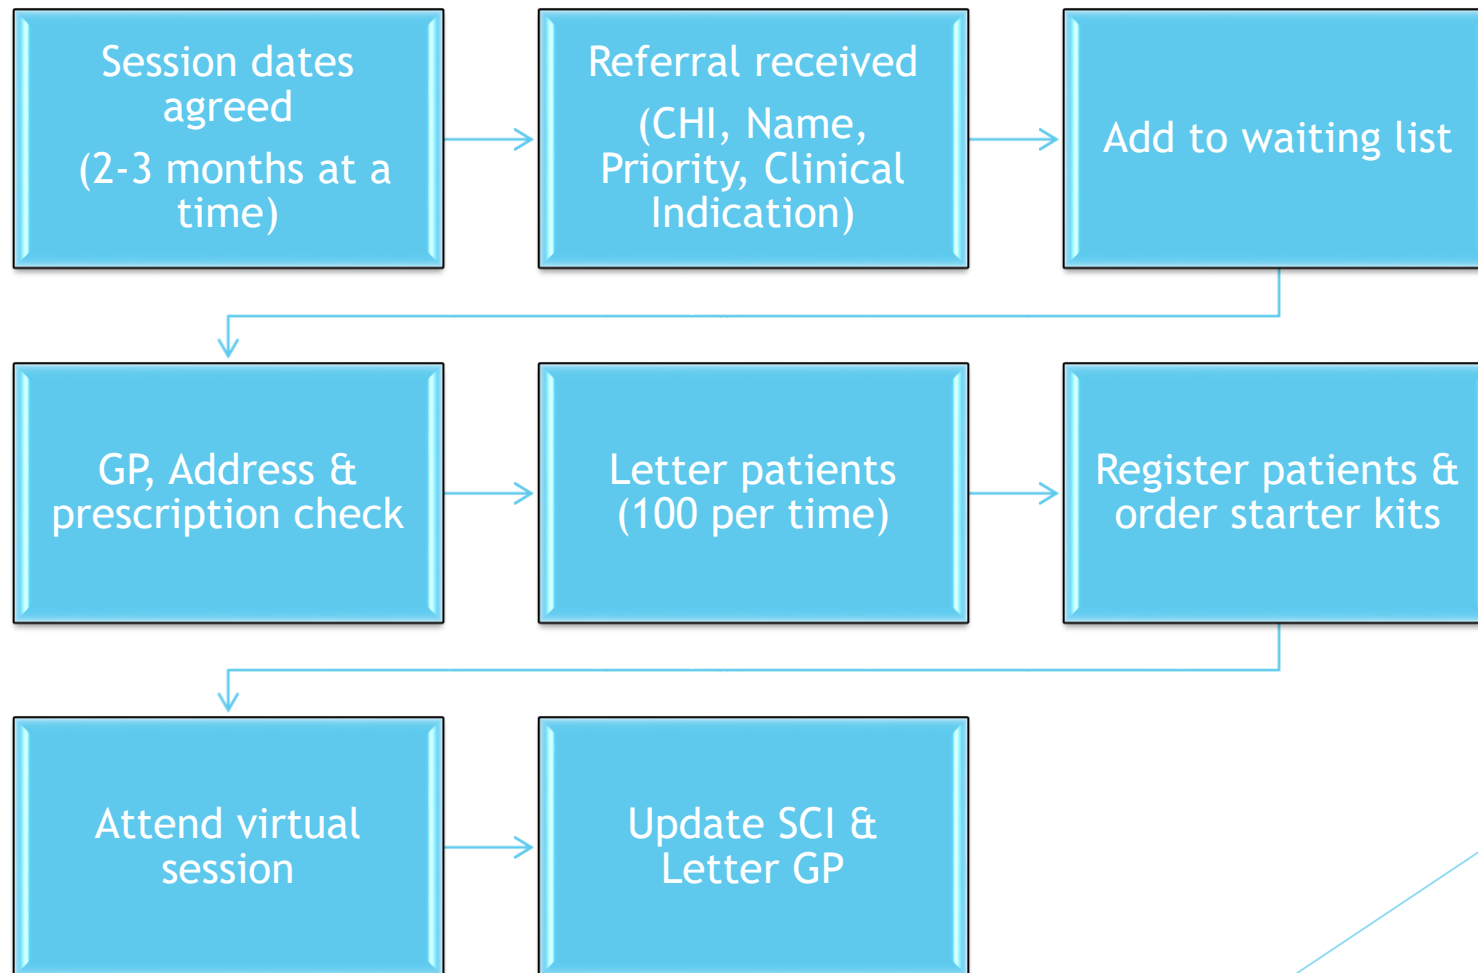 Session dates
agreed
(2-3 months at a
time)
Referral received
(CHI, Name,
Priority, Clinical
Indication)
Add to waiting list
GP, Address &
prescription check
Letter patients
(100 per time)
Register patients &
order starter kits
Attend virtual
session
Update SCI &
Letter GP